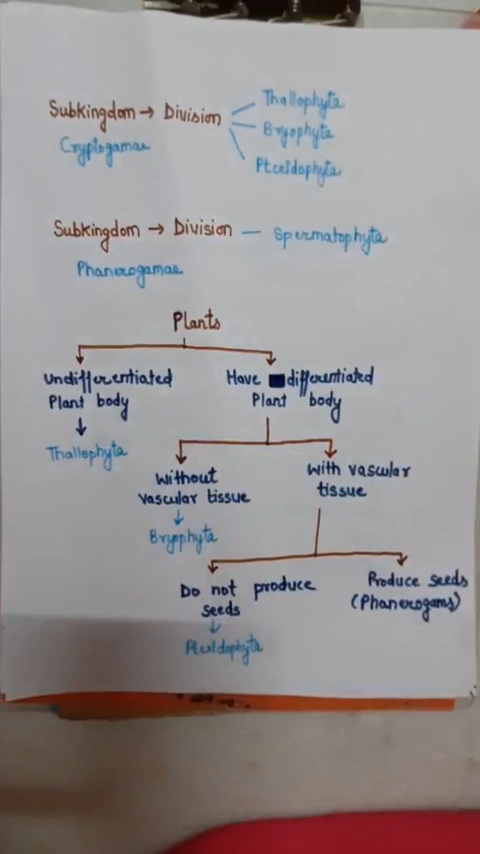 Subkingdom → Division
Thallophyta
Bryophyta
Pteridophyta
Cryptogamae
Subkingdom → Division — Spermatophyta
Phanerogamae
Plants
Undifferentiated
Plant body
Thallophyta
Have differentiated
Plant body
Without
vascular tissue
Bryophyta
With vascular
tissue
Do not produce
seeds
Pteridophyta
Produce seeds
(Phanerogams)